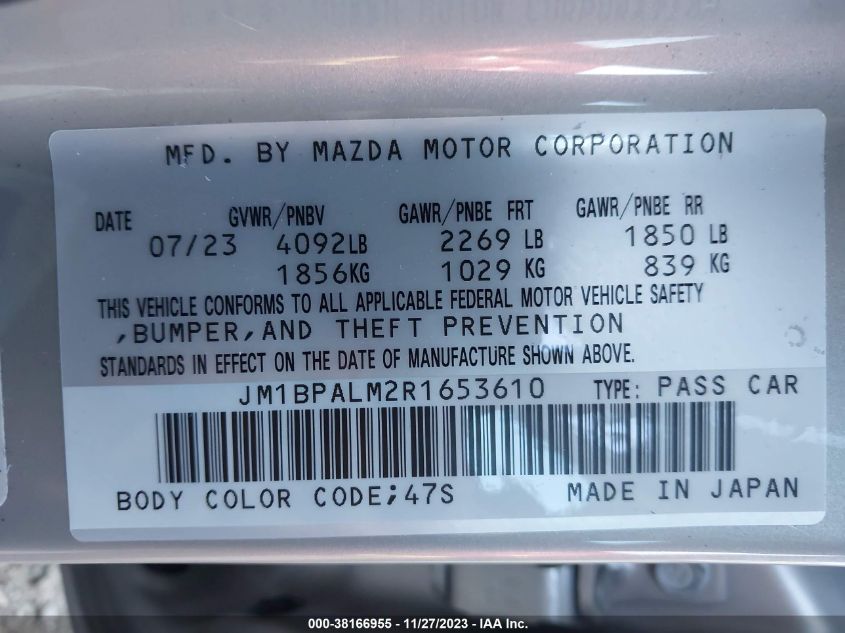 MFD. BY MAZDA MOTOR CORPORATION
DATE GVWR/PNBV GAWR/PNBE FRT GAWR/PNBE RR
07/23 4092LB 2269 LB 1850 LB
1856KG 1029 KG 839 KG
THIS VEHICLE CONFORMS TO ALL APPLICABLE FEDERAL MOTOR VEHICLE SAFETY
,BUMPER,AND THEFT PREVENTION
STANDARDS IN EFFECT ON THE DATE OF MANUFACTURE SHOWN ABOVE.
JM1BPALM2R1653610 TYPE: PASS CAR
BODY COLOR CODE;47S MADE IN JAPAN
000-38166955 - 11/27/2023 - IAA Inc.